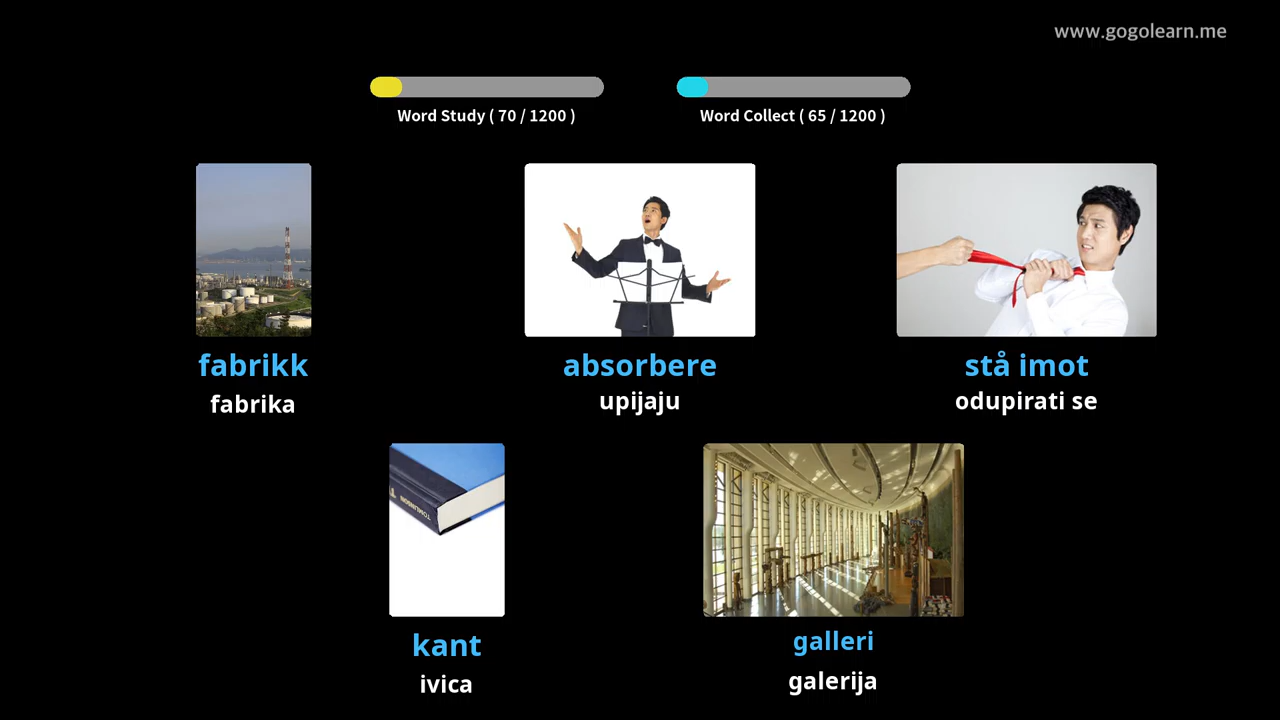 www.gogolearn.me
Word Study ( 70 / 1200 )
Word Collect ( 65 / 1200 )
fabrikk
fabrika
absorbere
upijaju
stå imot
odupirati se
TOMLINSON
kant
ivica
galleri
galerija